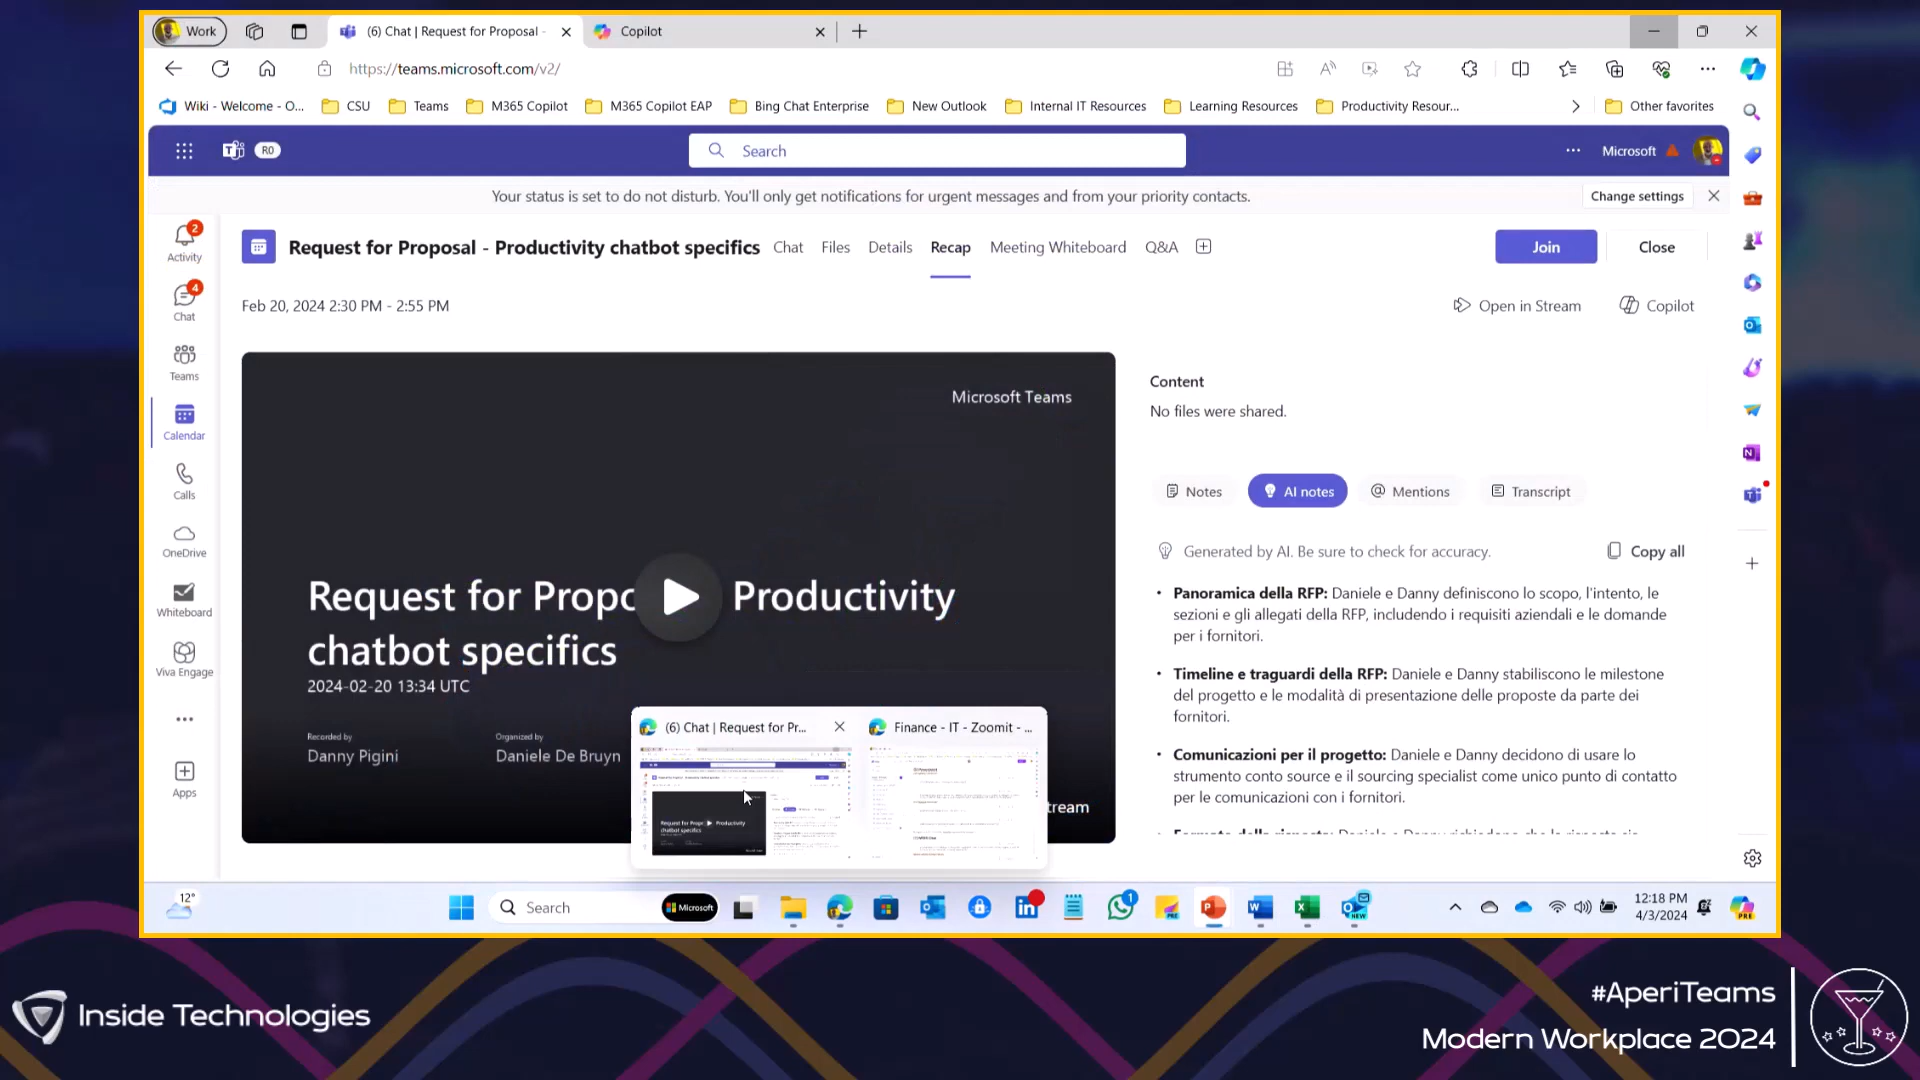 Work
(6) Chat | Request for Proposal -
Copilot
https://teams.microsoft.com/v2/
Wiki - Welcome - O...
CSU
Teams
M365 Copilot
M365 Copilot EAP
Bing Chat Enterprise
New Outlook
Internal IT Resources
Learning Resources
Productivity Resour...
Other favorites
R0
Search
Microsoft
Your status is set to do not disturb. You'll only get notifications for urgent messages and from your priority contacts.
Change settings
2
Activity
4
Chat
Teams
Calendar
Calls
OneDrive
Whiteboard
Viva Engage
Apps
Request for Proposal - Productivity chatbot specifics
Chat
Files
Details
Recap
Meeting Whiteboard
Q&A
Join
Close
Feb 20, 2024 2:30 PM - 2:55 PM
Open in Stream
Copilot
Microsoft Teams
Request for Propo Productivity
chatbot specifics
2024-02-20 13:34 UTC
Recorded by
Danny Pigini
Organized by
Daniele De Bruyn
tream
Content
No files were shared.
Notes
AI notes
Mentions
Transcript
Generated by AI. Be sure to check for accuracy.
Copy all
• Panoramica della RFP: Daniele e Danny definiscono lo scopo, l'intento, le
sezioni e gli allegati della RFP, includendo i requisiti aziendali e le domande
per i fornitori.
• Timeline e traguardi della RFP: Daniele e Danny stabiliscono le milestone
del progetto e le modalità di presentazione delle proposte da parte dei
fornitori.
• Comunicazioni per il progetto: Daniele e Danny decidono di usare lo
strumento conto source e il sourcing specialist come unico punto di contatto
per le comunicazioni con i fornitori.
(6) Chat | Request for Pr...
Finance - IT - Zoomit - ...
Request for Propo Productivity
chatbot specifics
12°
Search
Microsoft
1
12:18 PM
4/3/2024
Inside Technologies
#AperiTeams
Modern Workplace 2024